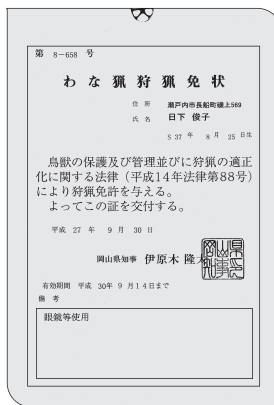 第 8-658 号
わな猟狩猟免状
住所 瀬戸内市長船町磯上569
氏名 日下 俊子
S 37 年 8 月 25 日生
鳥獣の保護及び管理並びに狩猟の適正
化に関する法律（平成14年法律第88号）
により狩猟免許を与える。
よってこの証を交付する。
平成 27 年 9 月 30 日
岡山県知事 伊原木 隆太
有効期間 平成 30年 9 月14日まで
備 考
眼鏡等使用